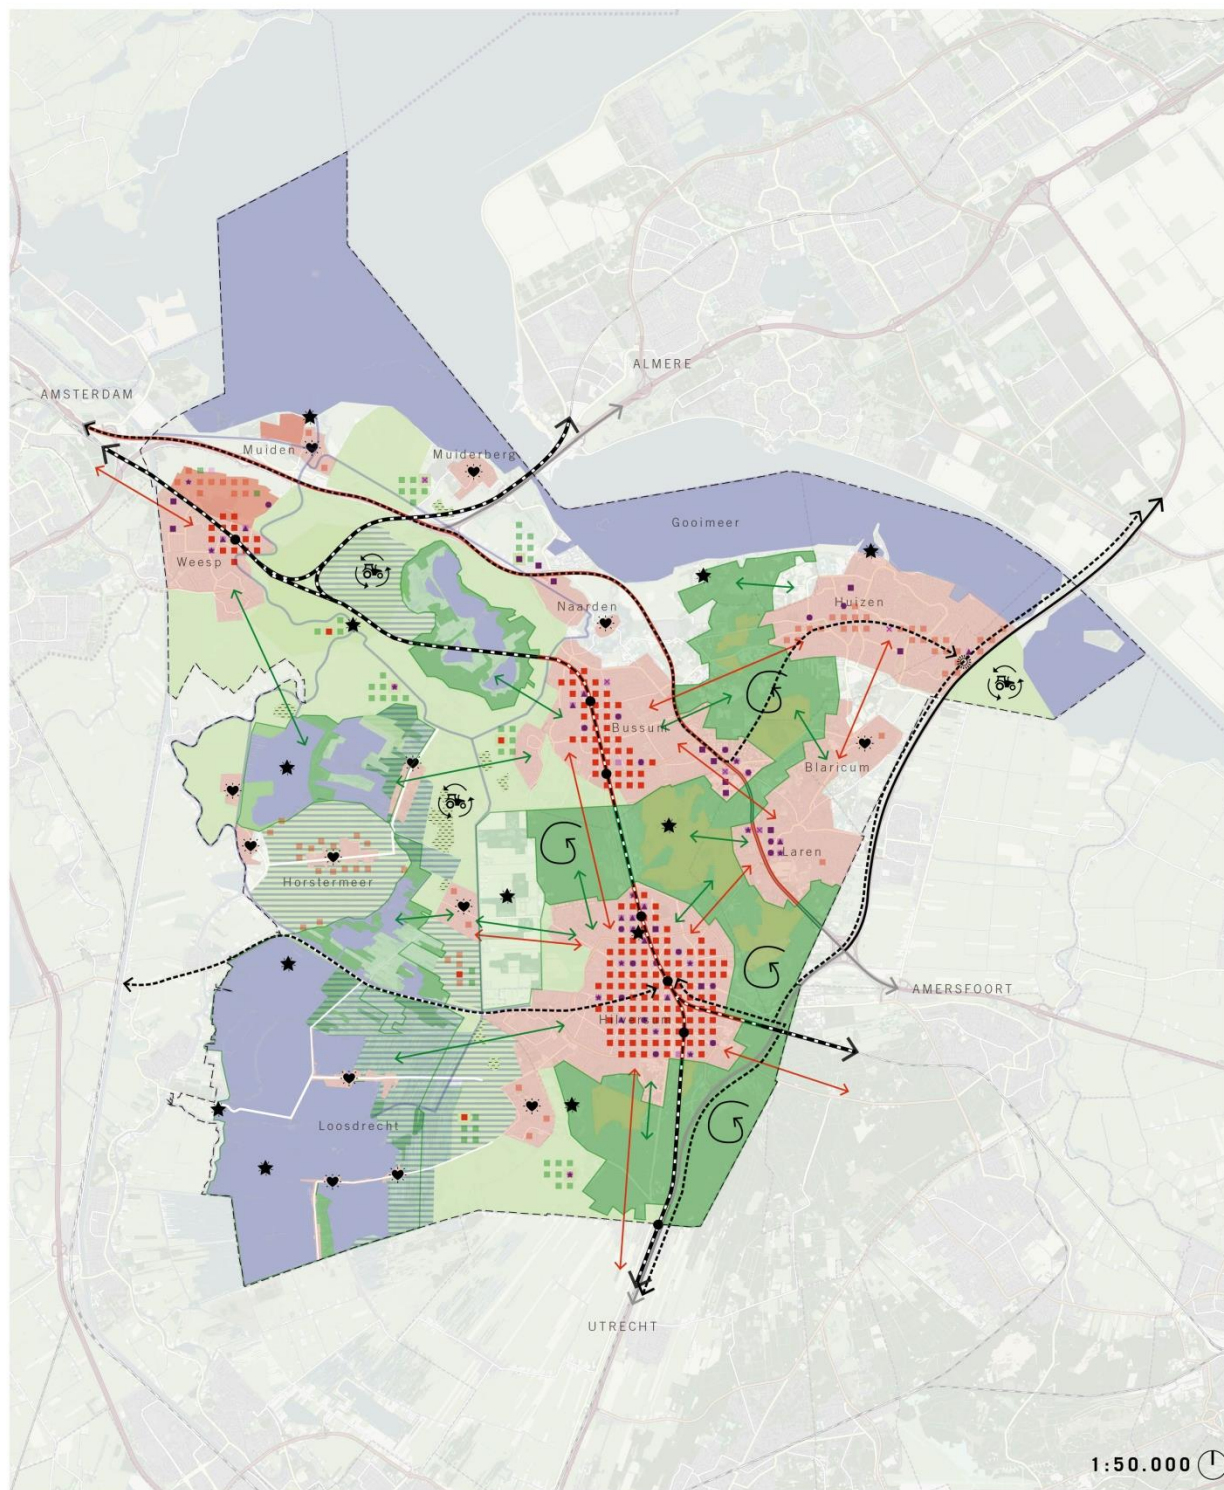 ALMERE
AMSTERDAM
Muiden
Muiderberg
Gooimeer
Weesp
Naarden
Huizen
Bussum
Blaricum
Laren
Horstermeer
AMERSFOORT
Loosdrecht
UTRECHT
1:50.000